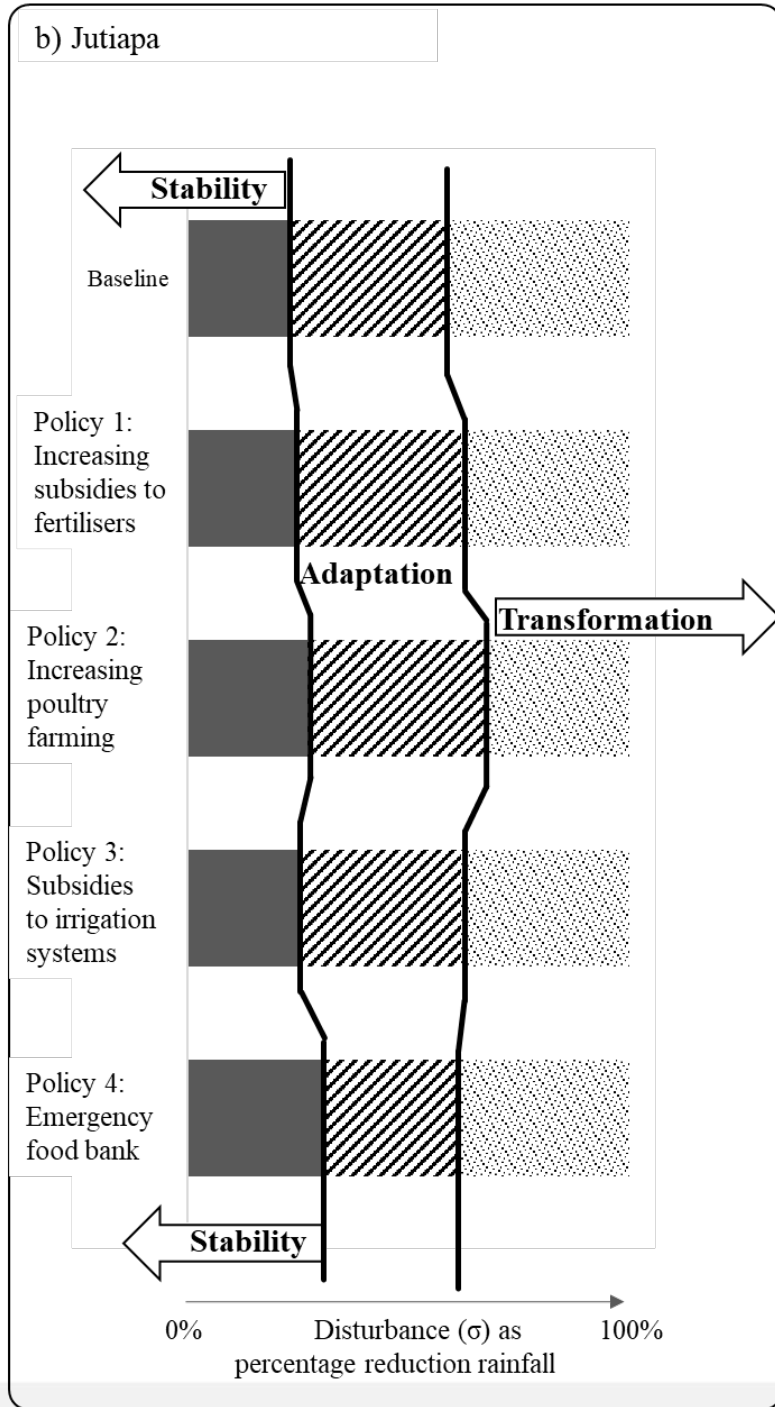 b) Jutiapa
Stability
Baseline
Policy 1:
Increasing
subsidies to
fertilisers
Adaptation
Transformation
Policy 2:
Increasing
poultry
farming
Policy 3:
Subsidies
to irrigation
systems
Policy 4:
Emergency
food bank
Stability
0%
Disturbance (σ) as
percentage reduction rainfall
100%